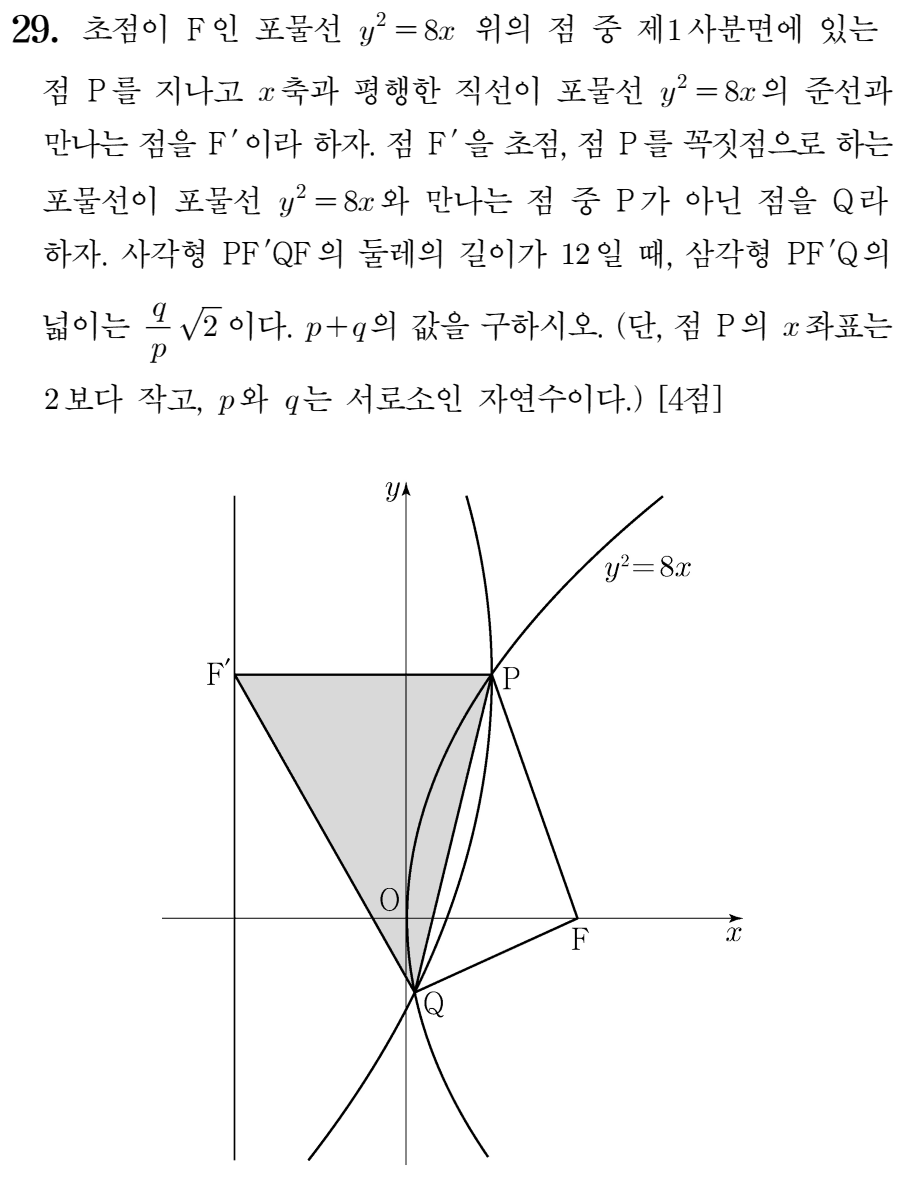 29. 초점이 F인 포물선 y² = 8x 위의 점 중 제1사분면에 있는
점 P를 지나고 x축과 평행한 직선이 포물선 y² = 8x의 준선과
만나는 점을 F′이라 하자. 점 F′을 초점, 점 P를 꼭짓점으로 하는
포물선이 포물선 y² = 8x와 만나는 점 중 P가 아닌 점을 Q라
하자. 사각형 PF′QF의 둘레의 길이가 12일 때, 삼각형 PF′Q의
넓이는 q/p √2 이다. p+q의 값을 구하시오. (단, 점 P의 x좌표는
2보다 작고, p와 q는 서로소인 자연수이다.) [4점]
y
y²=8x
F′
P
O
F
x
Q